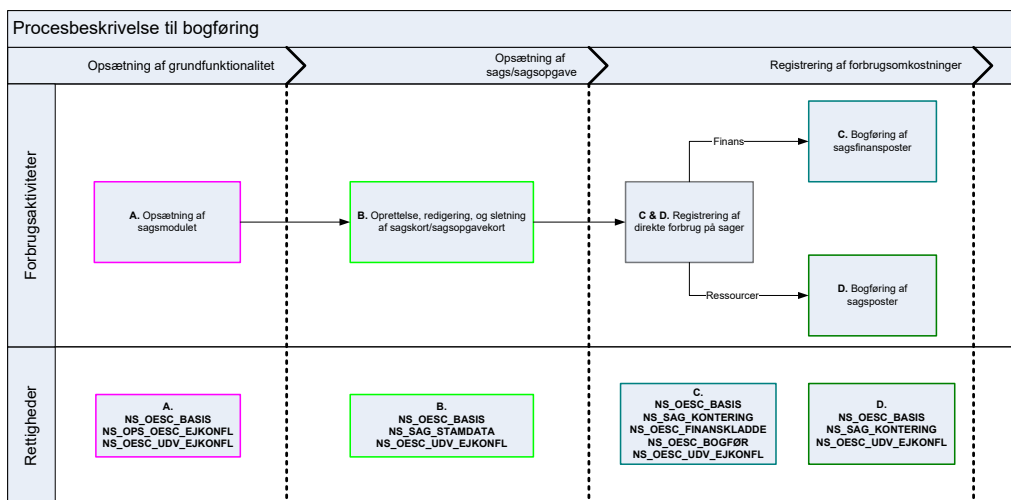 Procesbeskrivelse til bogføring
Opsætning af grundfunktionalitet
Opsætning af
sags/sagsopgave
Registrering af forbrugsomkostninger
Forbrugsaktiviteter
A. Opsætning af
sagsmodulet
B. Oprettelse, redigering, og sletning
af sagskort/sagsopgavekort
C & D. Registrering af
direkte forbrug på sager
Finans
C. Bogføring af
sagsfinansposter
Ressourcer
D. Bogføring af
sagsposter
Rettigheder
A.
NS_OESC_BASIS
NS_OPS_OESC_EJKONFL
NS_OESC_UDV_EJKONFL
B.
NS_OESC_BASIS
NS_SAG_STAMDATA
NS_OESC_UDV_EJKONFL
C.
NS_OESC_BASIS
NS_SAG_KONTERING
NS_OESC_FINANSKLADDE
NS_OESC_BOGFØR
NS_OESC_UDV_EJKONFL
D.
NS_OESC_BASIS
NS_SAG_KONTERING
NS_OESC_UDV_EJKONFL